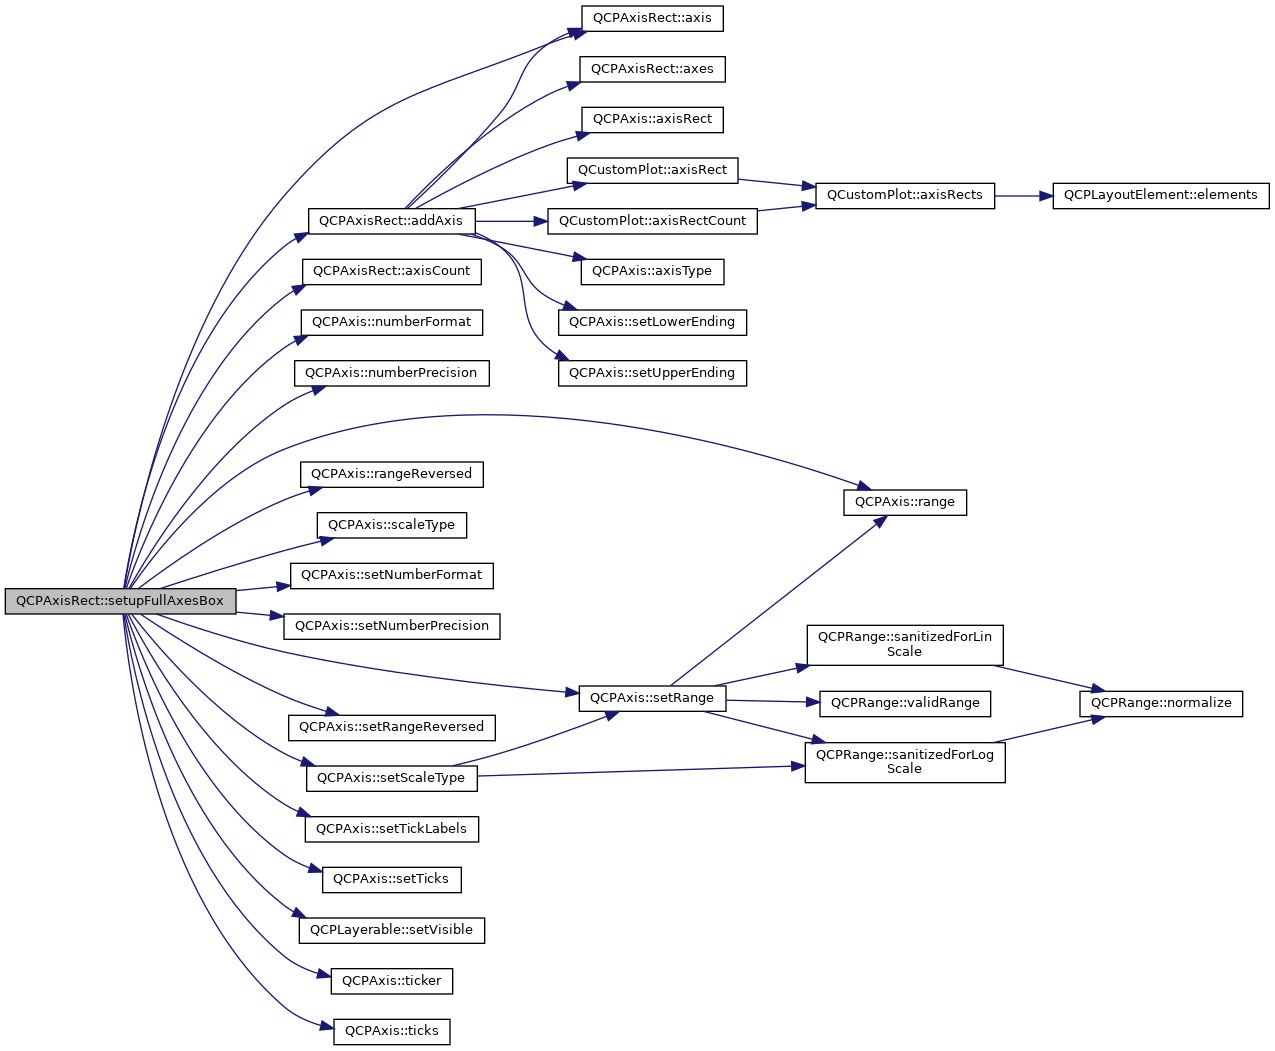 QCPAxisRect::axis
QCPAxisRect::axes
QCPAxis::axisRect
QCustomPlot::axisRect
QCustomPlot::axisRects
QCPLayoutElement::elements
QCPAxisRect::addAxis
QCustomPlot::axisRectCount
QCPAxisRect::axisCount
QCPAxis::axisType
QCPAxis::numberFormat
QCPAxis::setLowerEnding
QCPAxis::numberPrecision
QCPAxis::setUpperEnding
QCPAxis::rangeReversed
QCPAxis::range
QCPAxis::scaleType
QCPAxis::setNumberFormat
QCPAxisRect::setupFullAxesBox
QCPAxis::setNumberPrecision
QCPRange::sanitizedForLin
Scale
QCPAxis::setRange
QCPRange::validRange
QCPRange::normalize
QCPAxis::setRangeReversed
QCPRange::sanitizedForLog
Scale
QCPAxis::setScaleType
QCPAxis::setTickLabels
QCPAxis::setTicks
QCPLayerable::setVisible
QCPAxis::ticker
QCPAxis::ticks